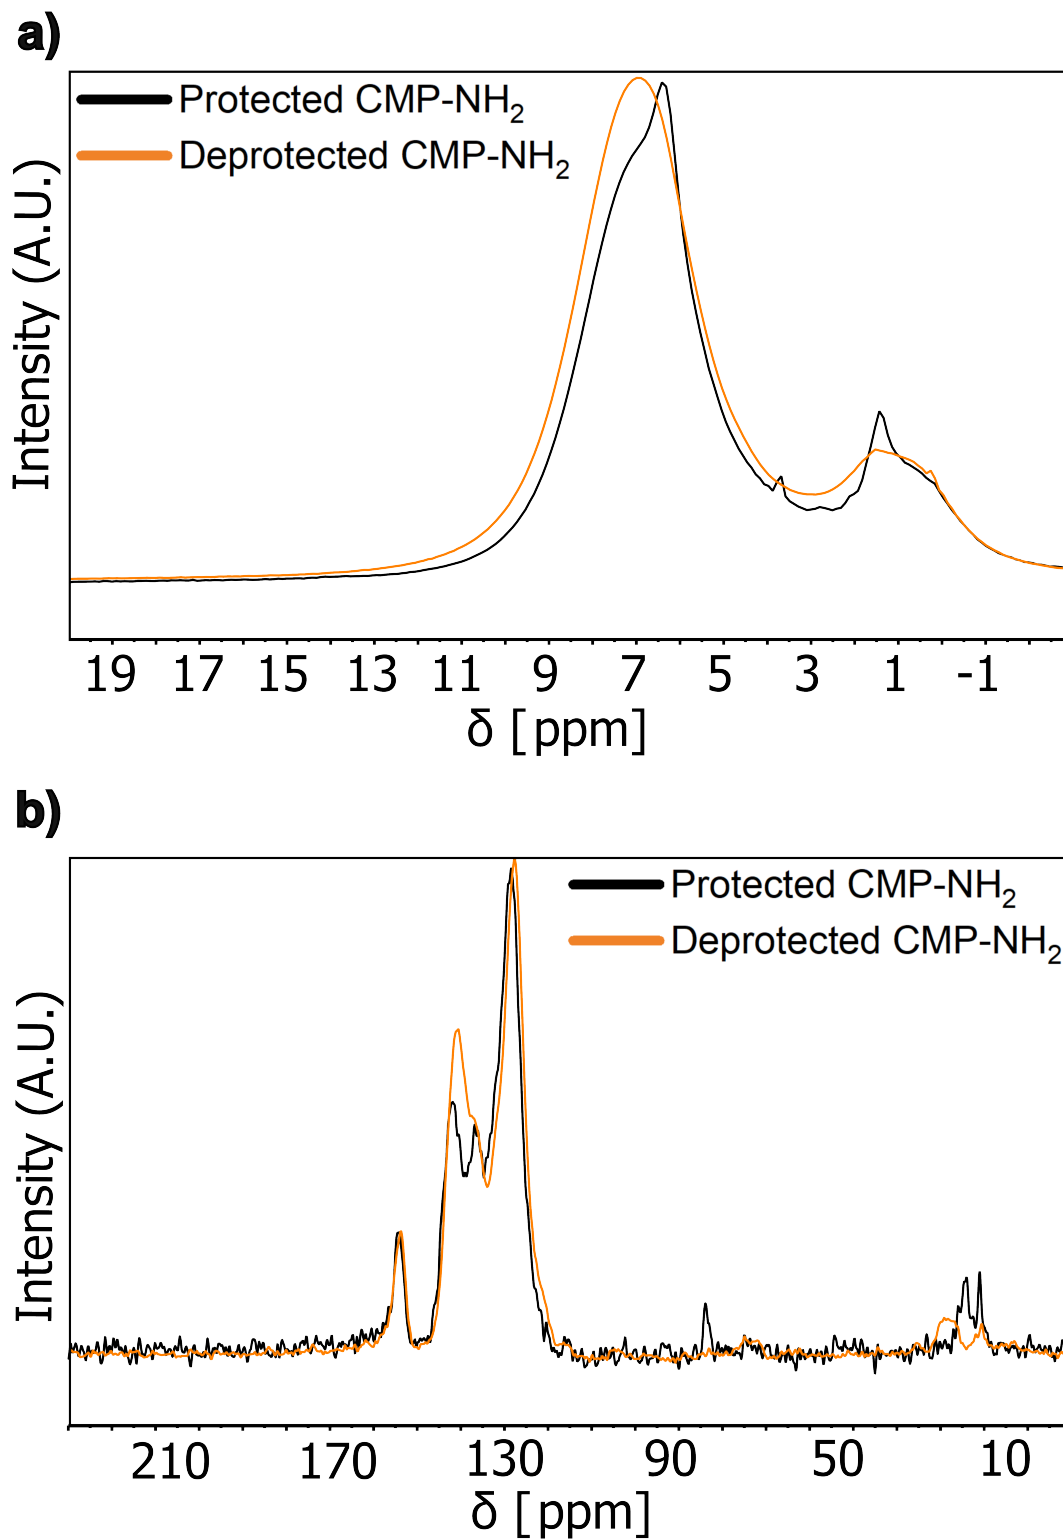 a)
Protected CMP-NH₂
Deprotected CMP-NH₂
Intensity (A.U.)
19 17 15 13 11 9 7 5 3 1 -1
δ [ppm]
b)
Protected CMP-NH₂
Deprotected CMP-NH₂
Intensity (A.U.)
210 170 130 90 50 10
δ [ppm]